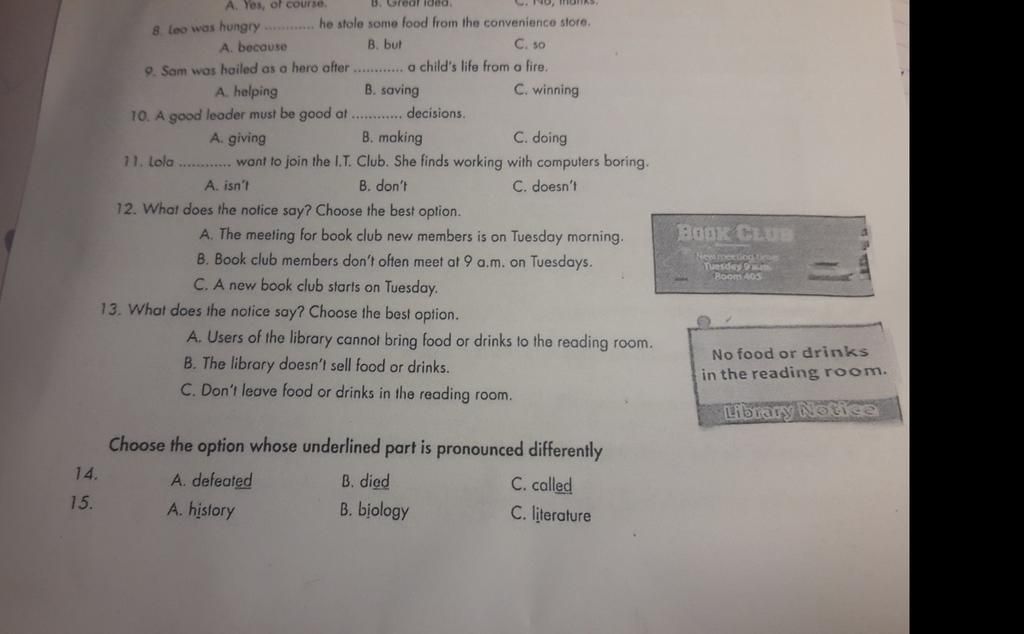 A. Yes, of course. B. Great idea. C. No, thanks.
8. Leo was hungry ............ he stole some food from the convenience store.
A. because B. but C. so
9. Sam was hailed as a hero after ............ a child's life from a fire.
A. helping B. saving C. winning
10. A good leader must be good at ............ decisions.
A. giving B. making C. doing
11. Lola ............ want to join the I.T. Club. She finds working with computers boring.
A. isn't B. don't C. doesn't
12. What does the notice say? Choose the best option.
A. The meeting for book club new members is on Tuesday morning.
B. Book club members don't often meet at 9 a.m. on Tuesdays.
C. A new book club starts on Tuesday.
BOOK CLUB
New meeting time:
Tuesday 9 a.m.
Room 405
13. What does the notice say? Choose the best option.
A. Users of the library cannot bring food or drinks to the reading room.
B. The library doesn't sell food or drinks.
C. Don't leave food or drinks in the reading room.
No food or drinks
in the reading room.
Library Notice
Choose the option whose underlined part is pronounced differently
14. A. defeated B. died C. called
15. A. history B. biology C. literature